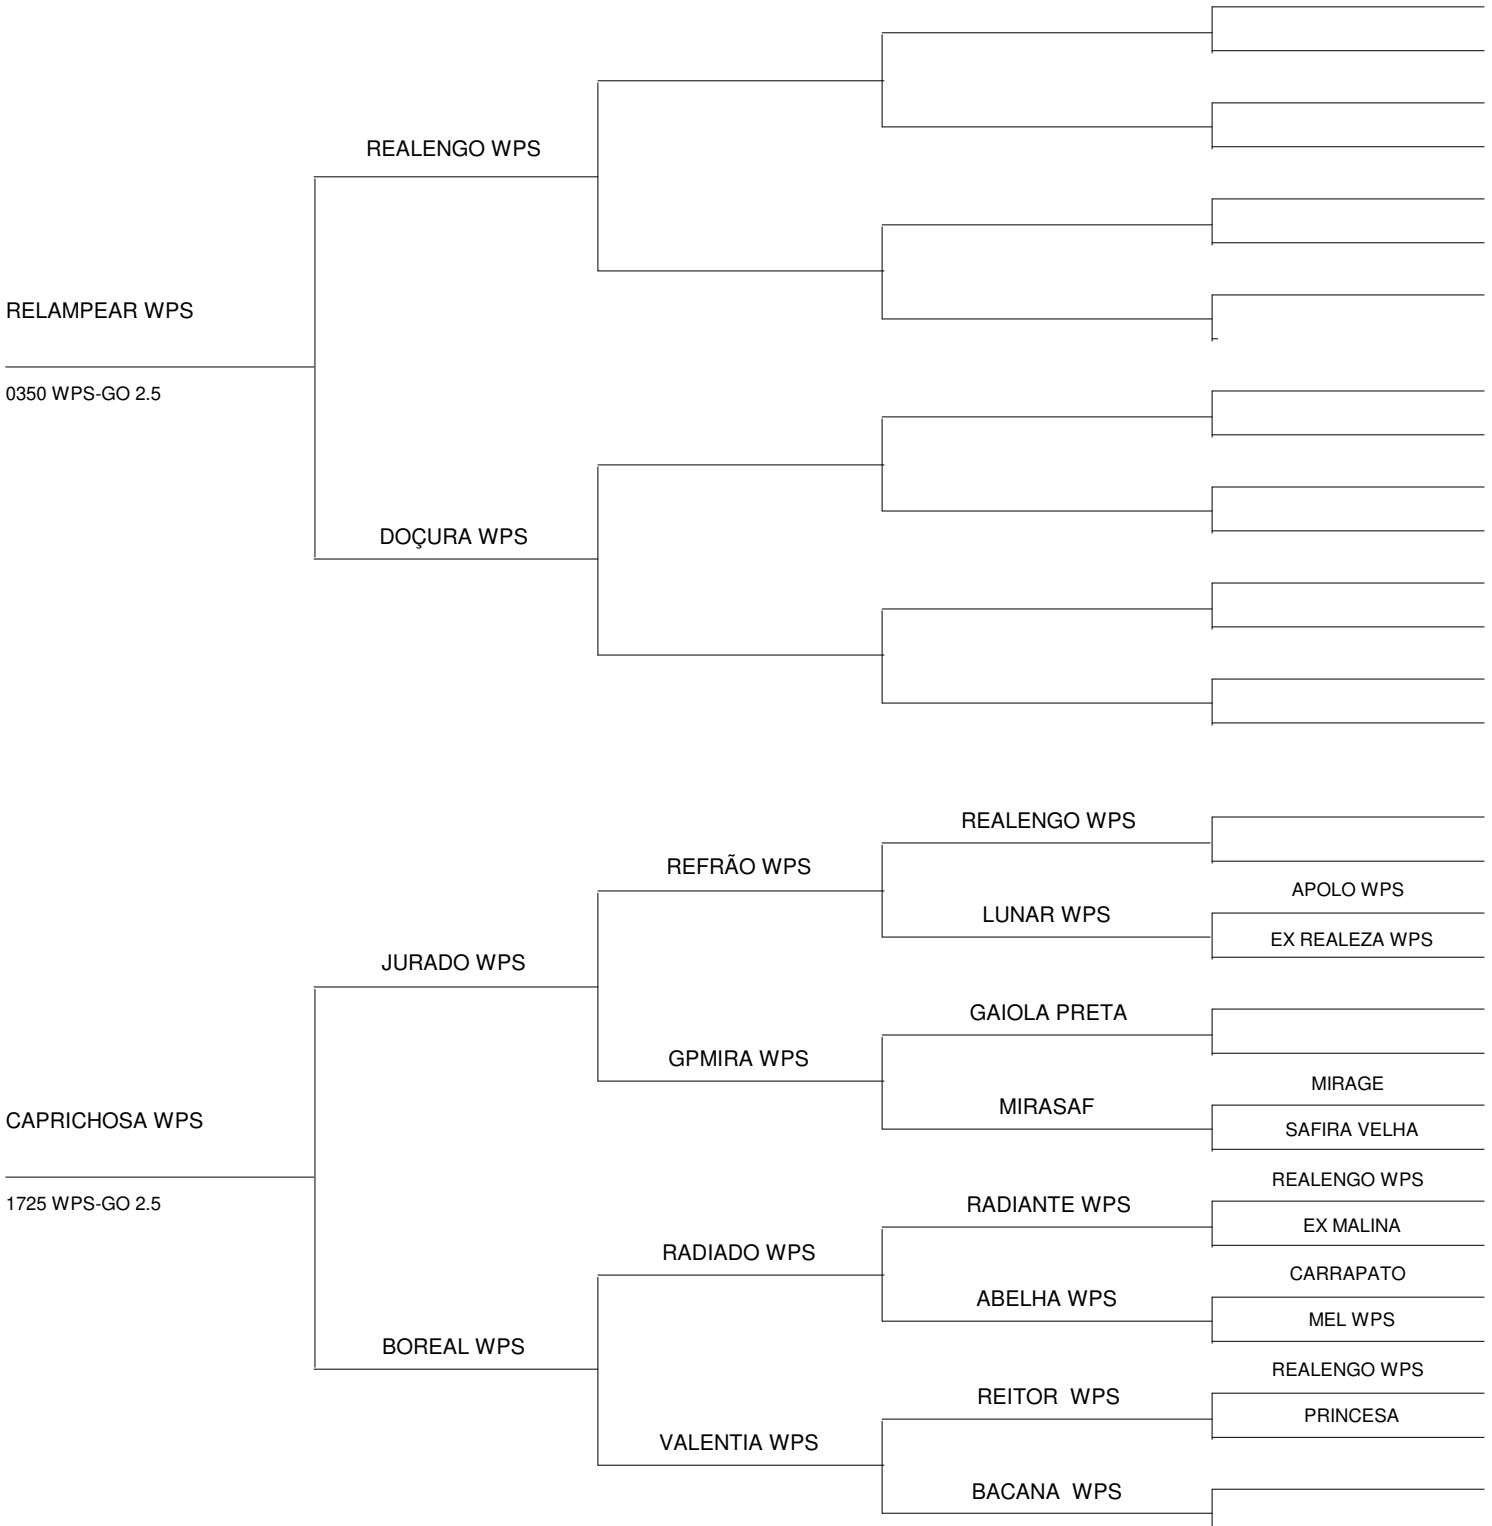 REALENGO WPS
RELAMPEAR WPS
0350 WPS-GO 2.5
DOÇURA WPS
REALENGO WPS
REFRÃO WPS
APOLO WPS
LUNAR WPS
EX REALEZA WPS
JURADO WPS
GAIOLA PRETA
GPMIRA WPS
MIRAGE
MIRASAF
CAPRICHOSA WPS
SAFIRA VELHA
REALENGO WPS
1725 WPS-GO 2.5
RADIANTE WPS
EX MALINA
RADIADO WPS
CARRAPATO
ABELHA WPS
MEL WPS
BOREAL WPS
REALENGO WPS
REITOR  WPS
PRINCESA
VALENTIA WPS
BACANA  WPS